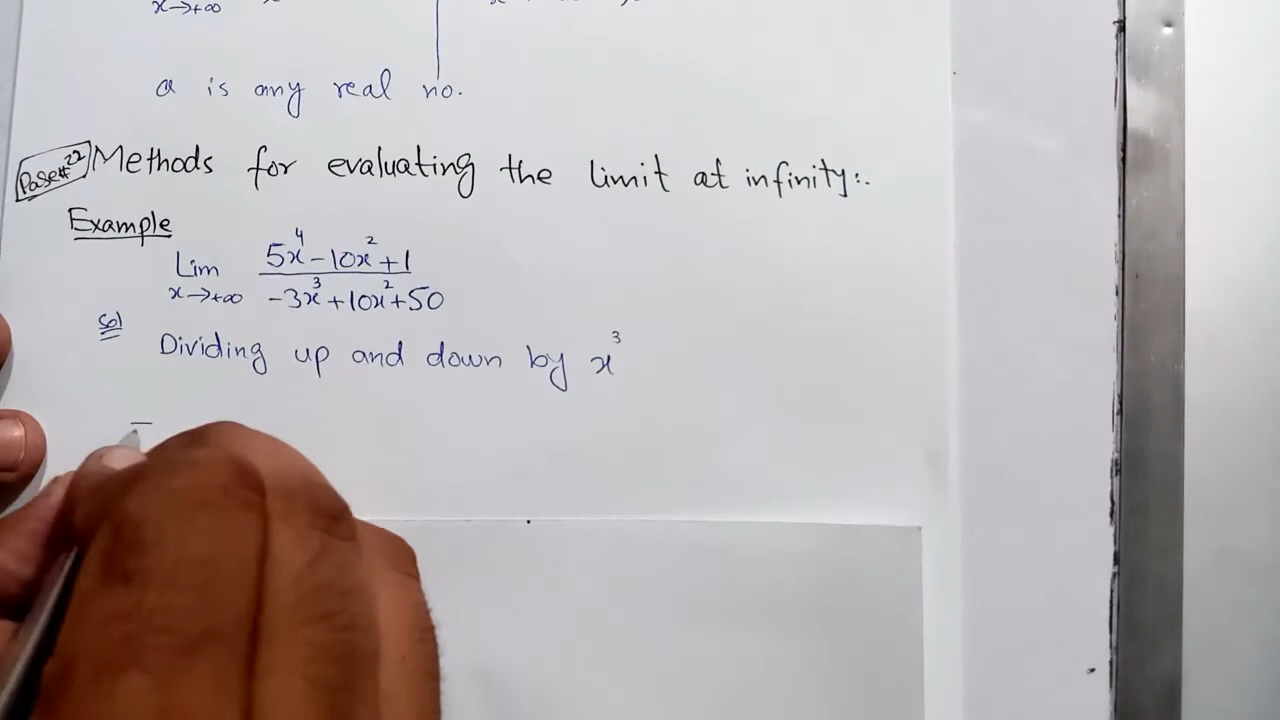 x→+∞
a is any real no.
Page# 22 Methods for evaluating the limit at infinity:.
Example
Lim x→+∞ (5x⁴ - 10x² + 1) / (-3x³ + 10x² + 50)
Sol
Dividing up and down by x³